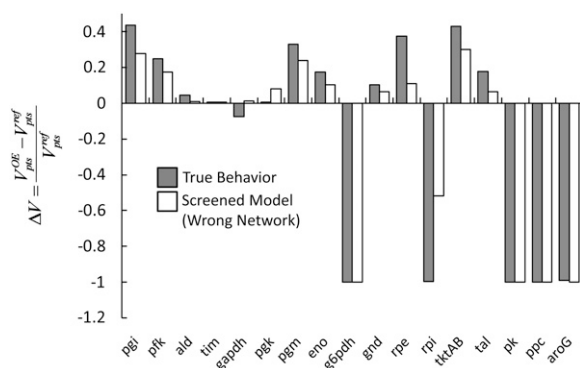 0.4
0.2
0
-0.2
-0.4
-0.6
-0.8
-1
-1.2
ΔV = (V_pts^OE − V_pts^ref) / V_pts^ref
True Behavior
Screened Model
(Wrong Network)
pgi pfk ald tim gapdh pgk pgm eno g6pdh gnd rpe rpi tktAB tal pk ppc aroG